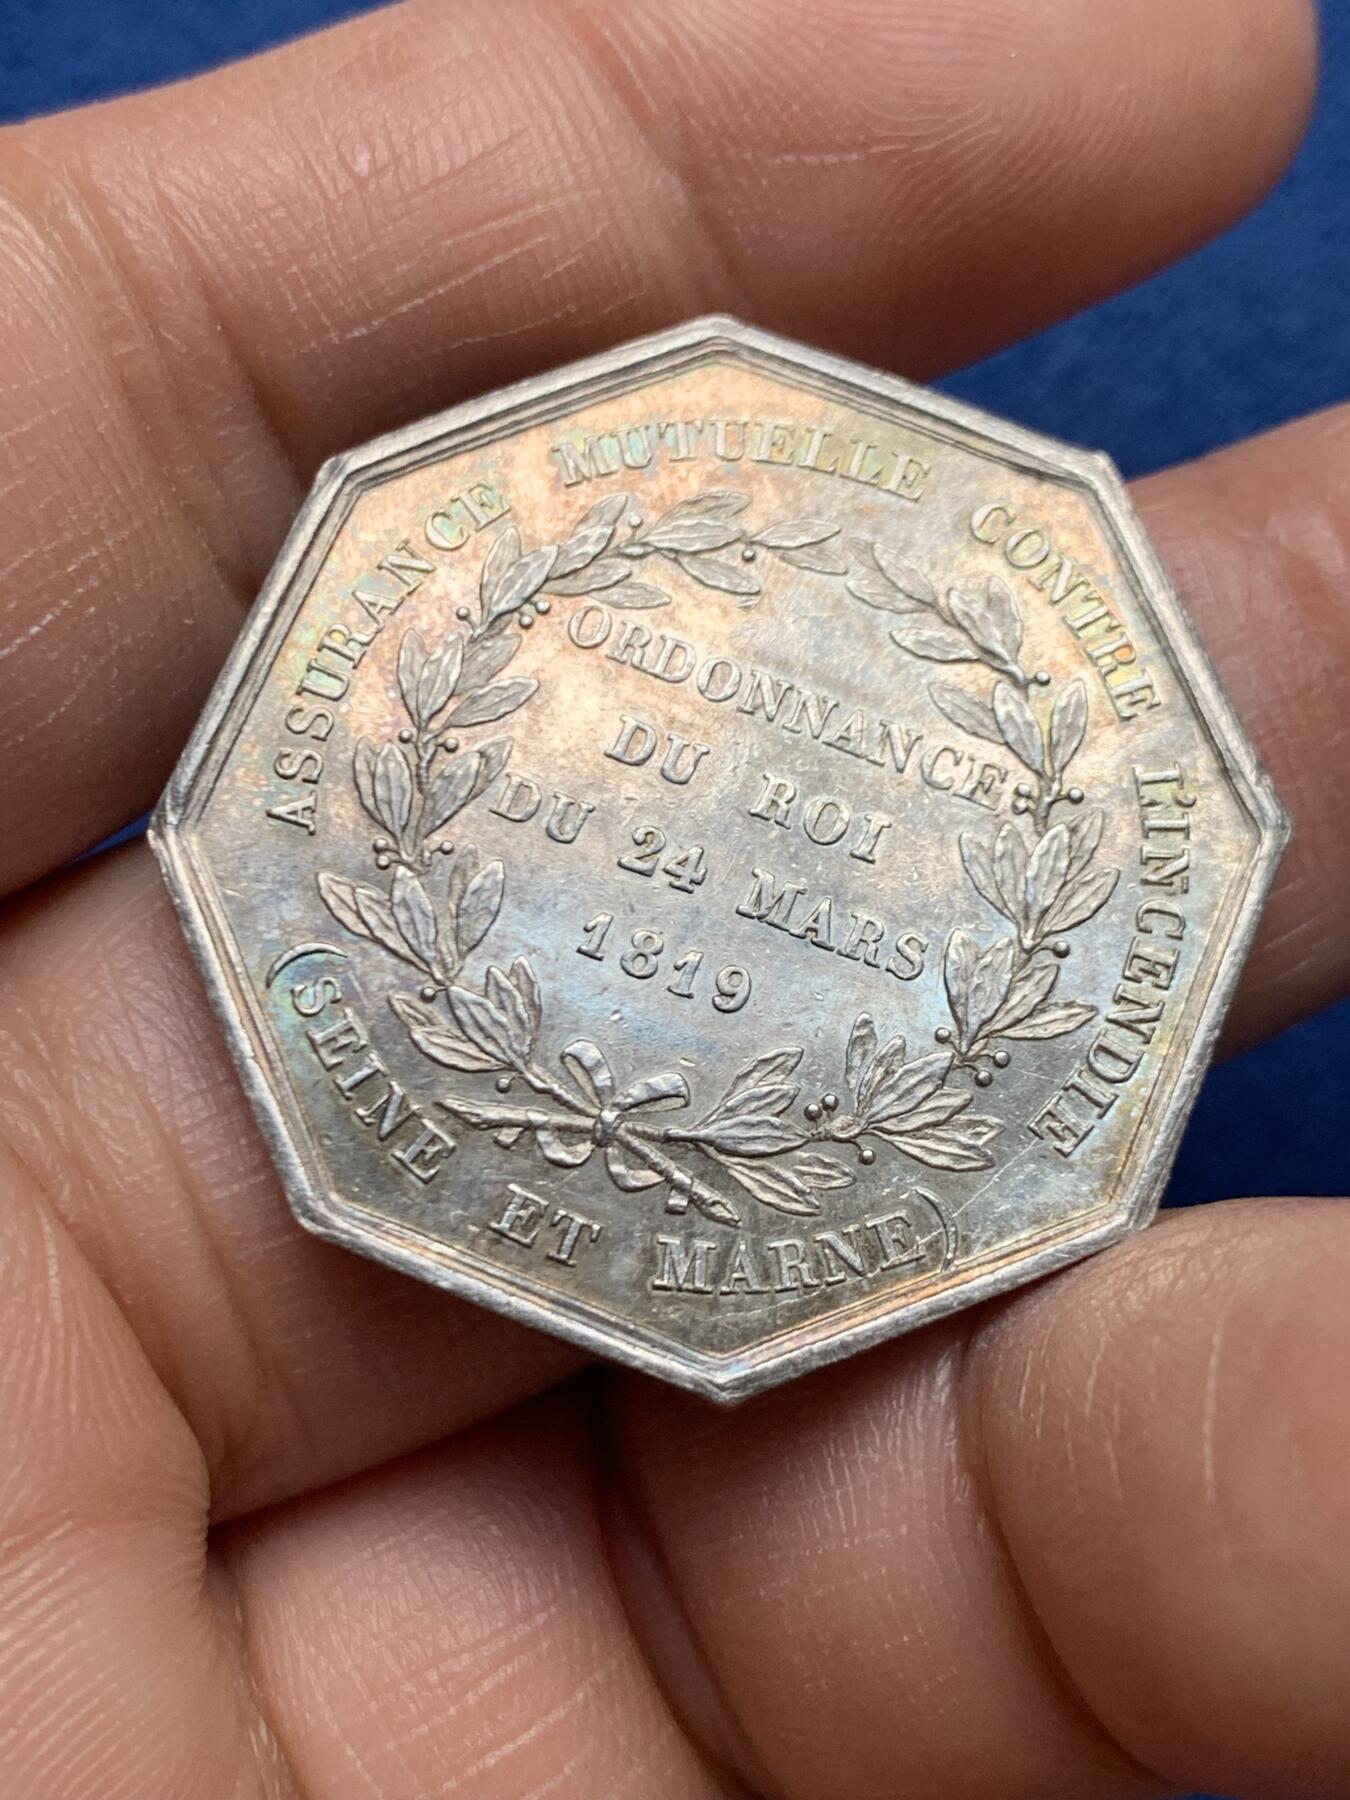 ASSURANCE MUTUELLE CONTRE L'INCENDIE
ORDONNANCE
DU ROI
DU 24 MARS
1819
(SEINE ET MARNE)